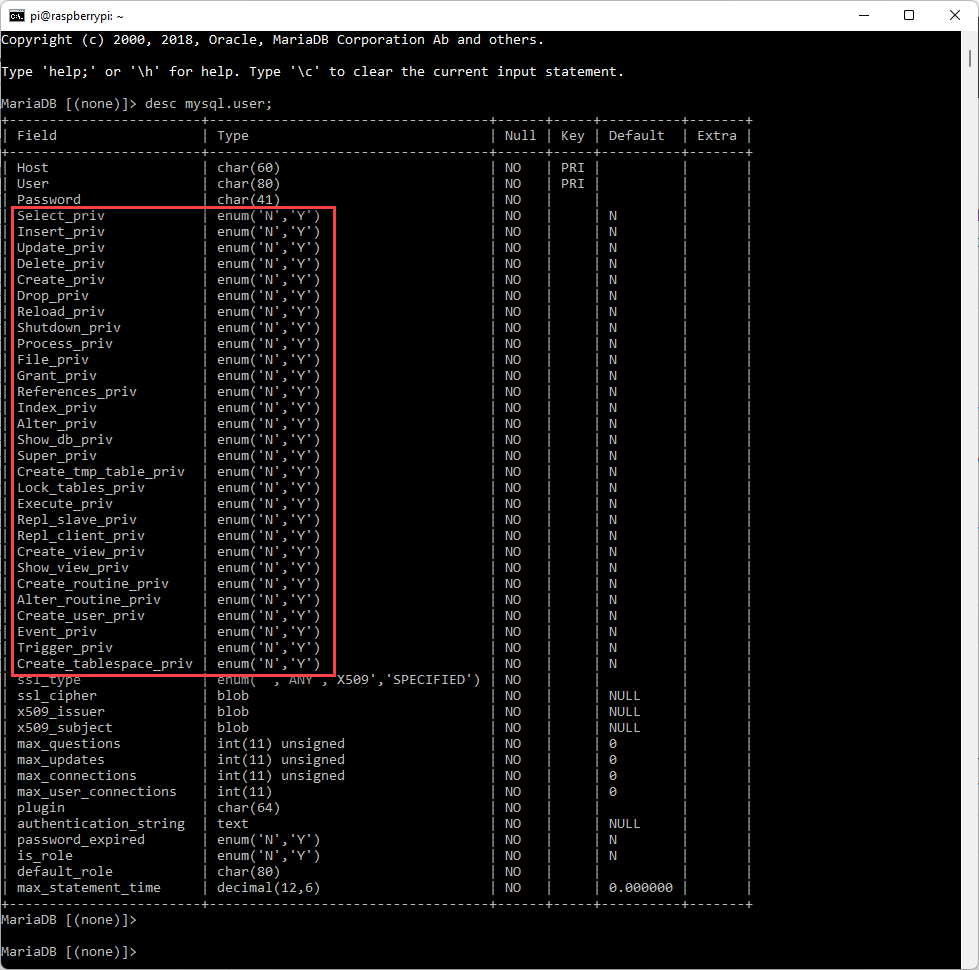 pi@raspberrypi: ~
Copyright (c) 2000, 2018, Oracle, MariaDB Corporation Ab and others.
Type 'help;' or '\h' for help. Type '\c' to clear the current input statement.
MariaDB [(none)]> desc mysql.user;
+------------------------+-----------------------------------+------+-----+----------+-------+
| Field                  | Type                              | Null | Key | Default  | Extra |
+------------------------+-----------------------------------+------+-----+----------+-------+
| Host                   | char(60)                          | NO   | PRI |          |       |
| User                   | char(80)                          | NO   | PRI |          |       |
| Password               | char(41)                          | NO   |     |          |       |
| Select_priv            | enum('N','Y')                     | NO   |     | N        |       |
| Insert_priv            | enum('N','Y')                     | NO   |     | N        |       |
| Update_priv            | enum('N','Y')                     | NO   |     | N        |       |
| Delete_priv            | enum('N','Y')                     | NO   |     | N        |       |
| Create_priv            | enum('N','Y')                     | NO   |     | N        |       |
| Drop_priv              | enum('N','Y')                     | NO   |     | N        |       |
| Reload_priv            | enum('N','Y')                     | NO   |     | N        |       |
| Shutdown_priv          | enum('N','Y')                     | NO   |     | N        |       |
| Process_priv           | enum('N','Y')                     | NO   |     | N        |       |
| File_priv              | enum('N','Y')                     | NO   |     | N        |       |
| Grant_priv             | enum('N','Y')                     | NO   |     | N        |       |
| References_priv        | enum('N','Y')                     | NO   |     | N        |       |
| Index_priv             | enum('N','Y')                     | NO   |     | N        |       |
| Alter_priv             | enum('N','Y')                     | NO   |     | N        |       |
| Show_db_priv           | enum('N','Y')                     | NO   |     | N        |       |
| Super_priv             | enum('N','Y')                     | NO   |     | N        |       |
| Create_tmp_table_priv  | enum('N','Y')                     | NO   |     | N        |       |
| Lock_tables_priv       | enum('N','Y')                     | NO   |     | N        |       |
| Execute_priv           | enum('N','Y')                     | NO   |     | N        |       |
| Repl_slave_priv        | enum('N','Y')                     | NO   |     | N        |       |
| Repl_client_priv       | enum('N','Y')                     | NO   |     | N        |       |
| Create_view_priv       | enum('N','Y')                     | NO   |     | N        |       |
| Show_view_priv         | enum('N','Y')                     | NO   |     | N        |       |
| Create_routine_priv    | enum('N','Y')                     | NO   |     | N        |       |
| Alter_routine_priv     | enum('N','Y')                     | NO   |     | N        |       |
| Create_user_priv       | enum('N','Y')                     | NO   |     | N        |       |
| Event_priv             | enum('N','Y')                     | NO   |     | N        |       |
| Trigger_priv           | enum('N','Y')                     | NO   |     | N        |       |
| Create_tablespace_priv | enum('N','Y')                     | NO   |     | N        |       |
| ssl_type               | enum('','ANY','X509','SPECIFIED') | NO   |     |          |       |
| ssl_cipher             | blob                              | NO   |     | NULL     |       |
| x509_issuer            | blob                              | NO   |     | NULL     |       |
| x509_subject           | blob                              | NO   |     | NULL     |       |
| max_questions          | int(11) unsigned                  | NO   |     | 0        |       |
| max_updates            | int(11) unsigned                  | NO   |     | 0        |       |
| max_connections        | int(11) unsigned                  | NO   |     | 0        |       |
| max_user_connections   | int(11)                           | NO   |     | 0        |       |
| plugin                 | char(64)                          | NO   |     |          |       |
| authentication_string  | text                              | NO   |     | NULL     |       |
| password_expired       | enum('N','Y')                     | NO   |     | N        |       |
| is_role                | enum('N','Y')                     | NO   |     | N        |       |
| default_role           | char(80)                          | NO   |     |          |       |
| max_statement_time     | decimal(12,6)                     | NO   |     | 0.000000 |       |
+------------------------+-----------------------------------+------+-----+----------+-------+
MariaDB [(none)]>
MariaDB [(none)]>